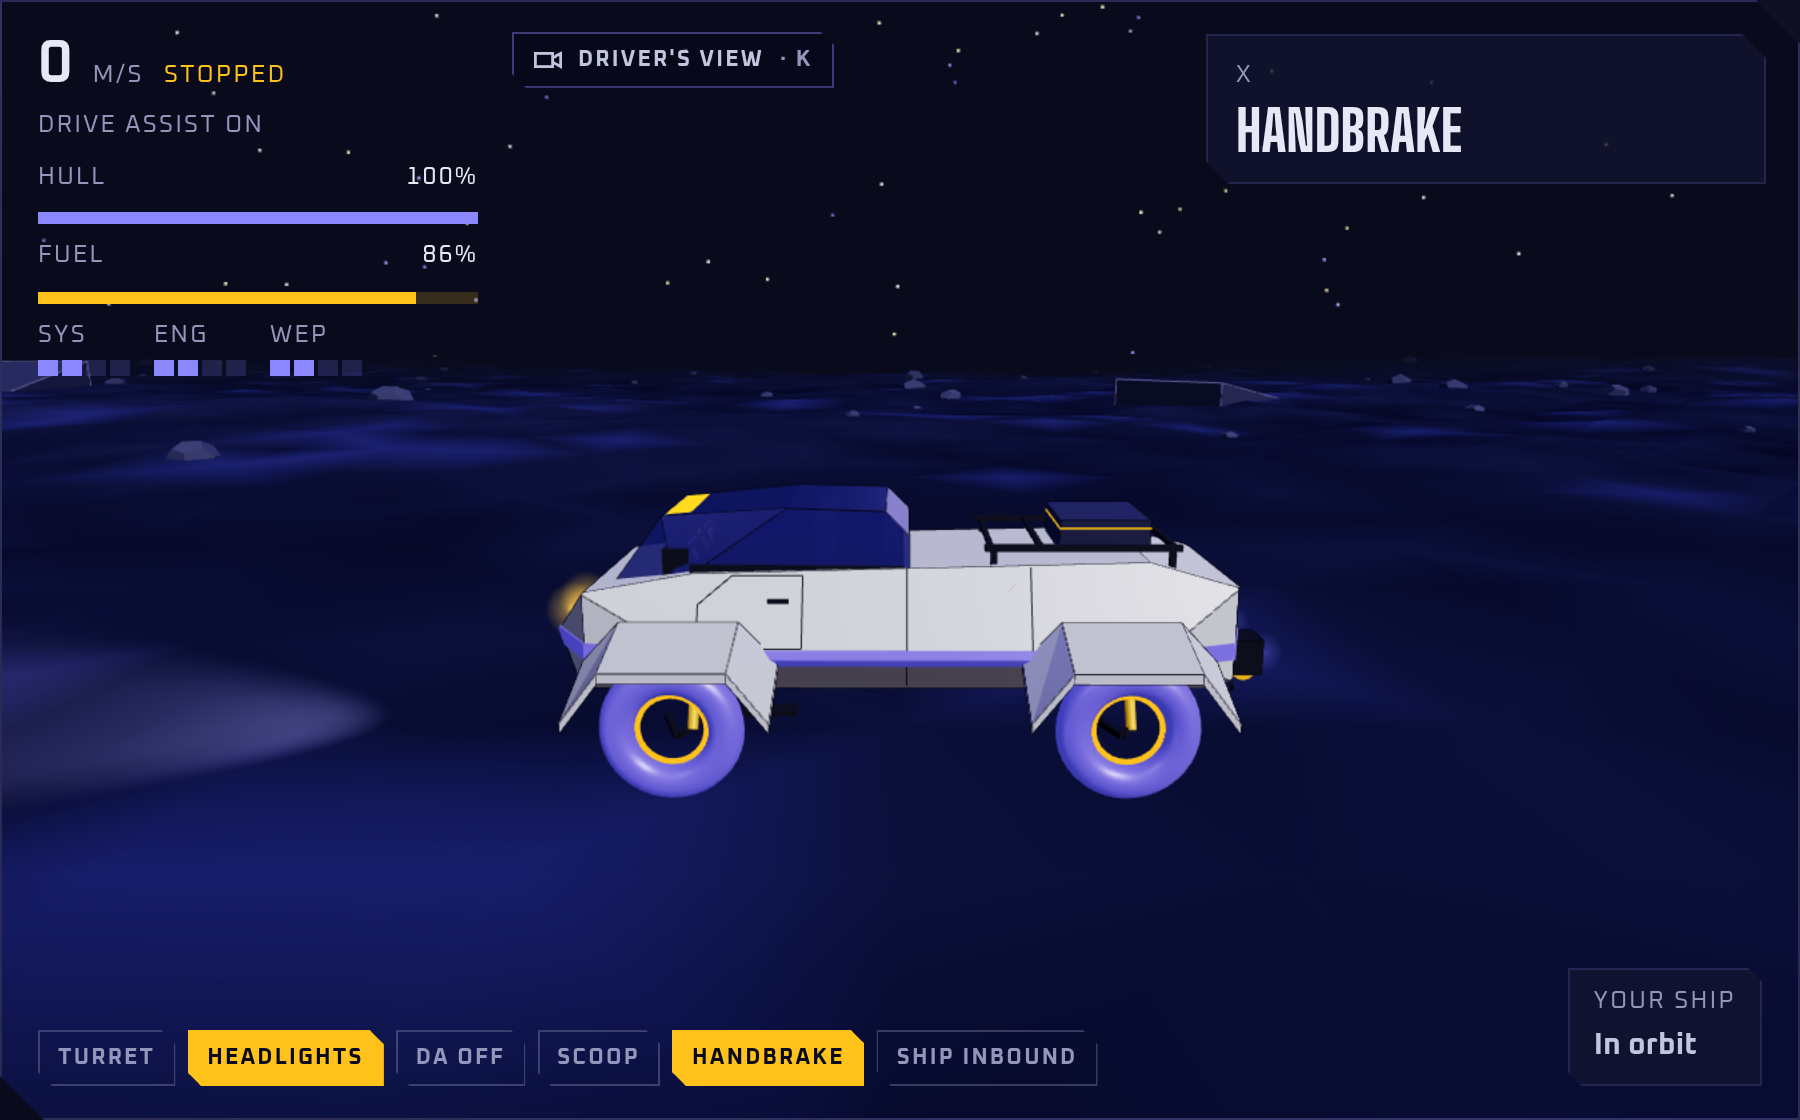 0 M/S STOPPED
DRIVE ASSIST ON
HULL 100%
FUEL 86%
SYS ENG WEP
DRIVER'S VIEW · K
X
HANDBRAKE
TURRET HEADLIGHTS DA OFF SCOOP HANDBRAKE SHIP INBOUND
YOUR SHIP
In orbit